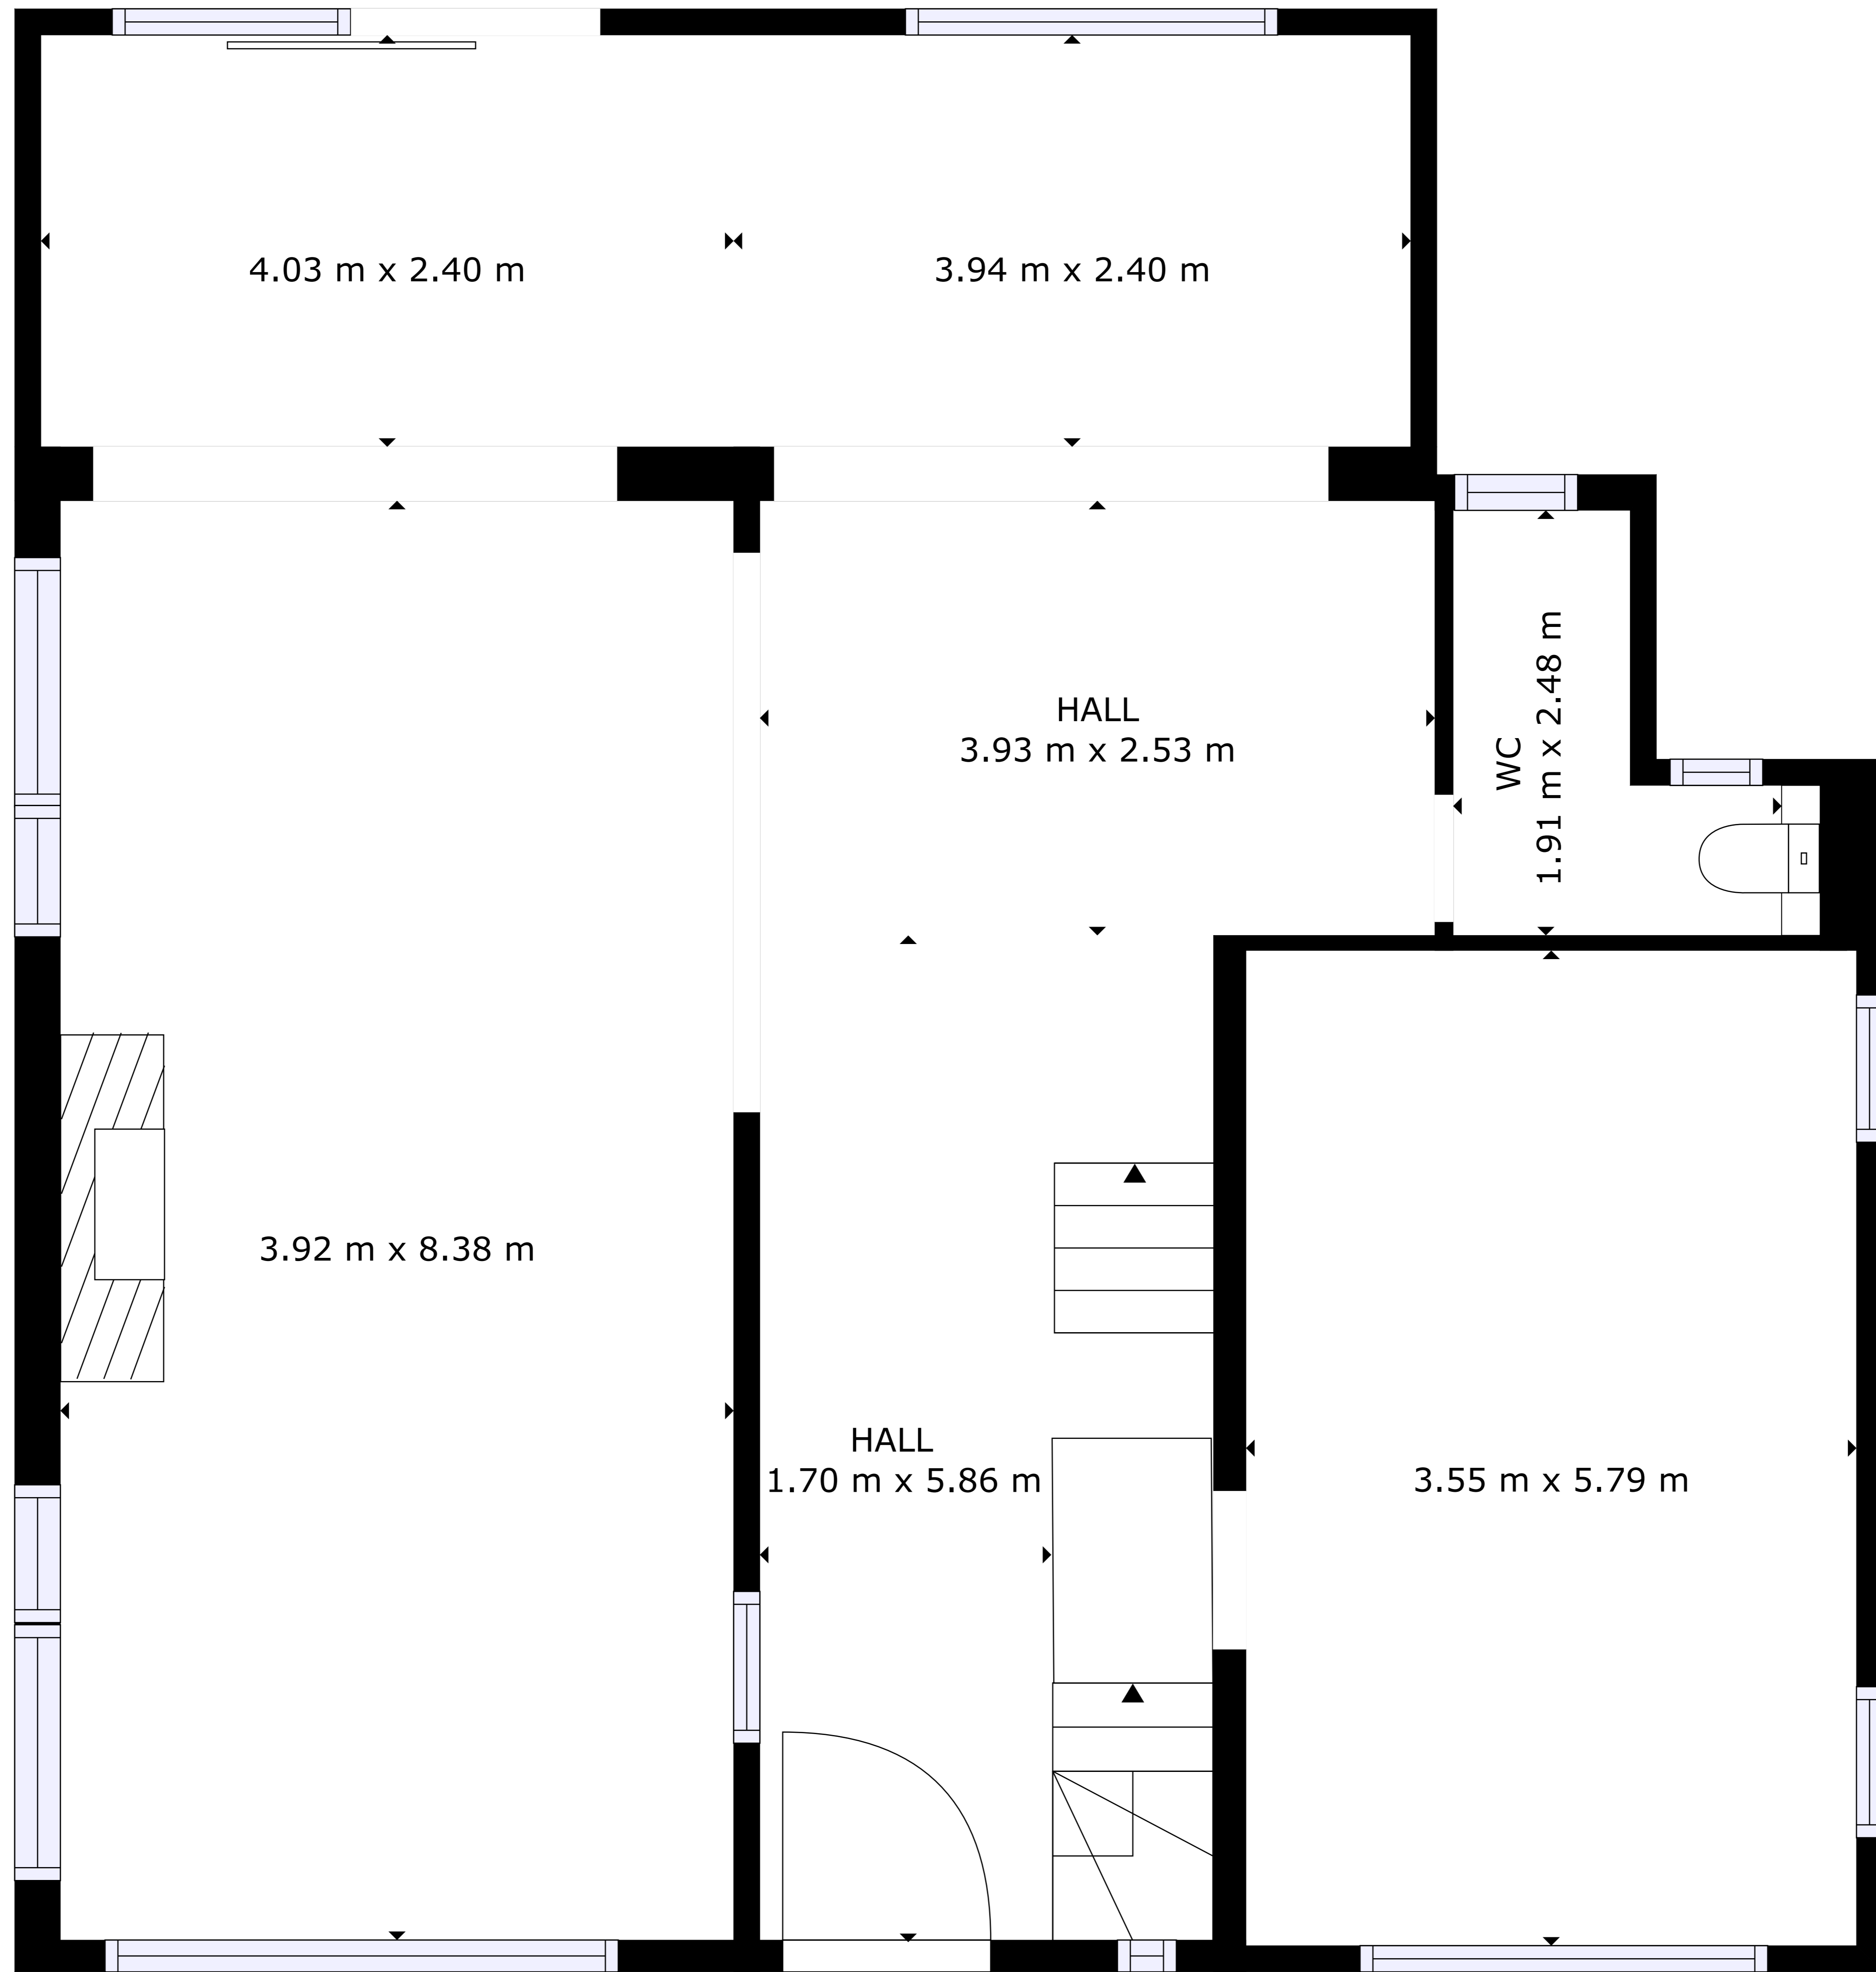 4.03 m x 2.40 m
3.94 m x 2.40 m
HALL
3.93 m x 2.53 m
WC
1.91 m x 2.48 m
3.92 m x 8.38 m
HALL
1.70 m x 5.86 m
3.55 m x 5.79 m